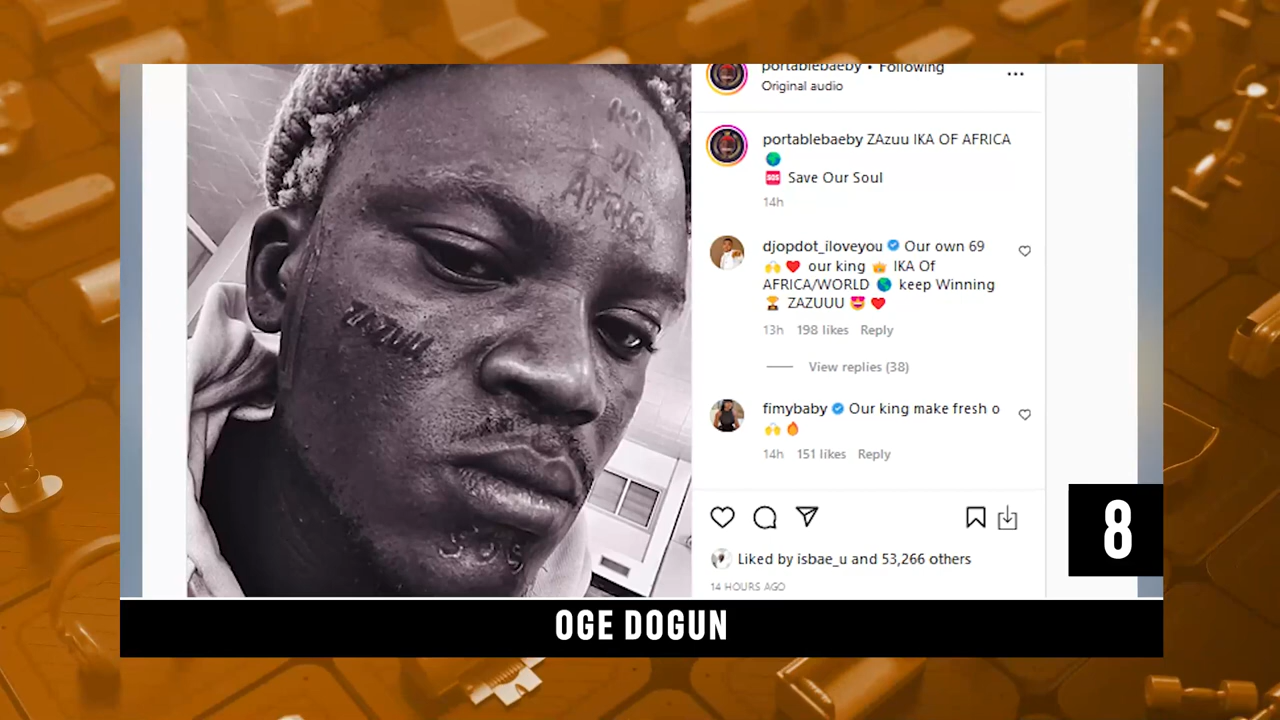 portablebaeby • Following
Original audio
···
portablebaeby ZAzuu IKA OF AFRICA
🌍
🆘 Save Our Soul
14h
djopdot_iloveyou Our own 69
🙌 ❤️ our king 👑 IKA Of
AFRICA/WORLD 🌎 keep Winning
🏆 ZAZUUU 😍 ❤️
13h 198 likes Reply
View replies (38)
fimybaby Our king make fresh o
🙌 🔥
14h 151 likes Reply
Liked by isbae_u and 53,266 others
14 HOURS AGO
8
OGE DOGUN